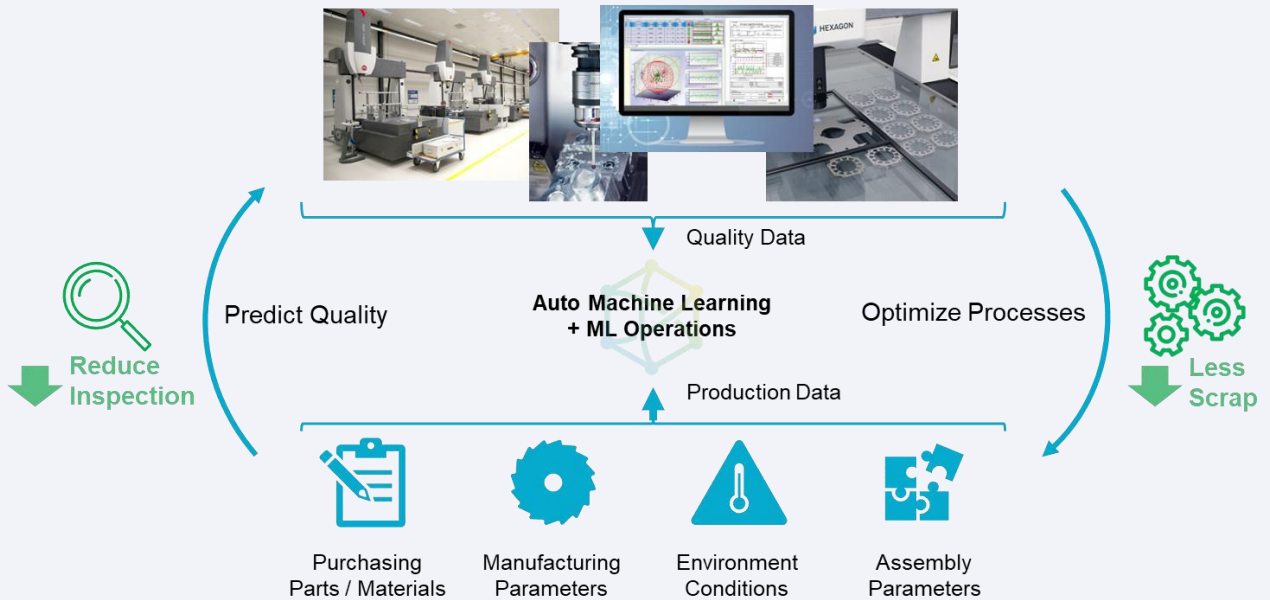 HEXAGON
Quality Data
Predict Quality
Auto Machine Learning
+ ML Operations
Optimize Processes
Reduce
Inspection
Less
Scrap
Production Data
Purchasing
Parts / Materials
Manufacturing
Parameters
Environment
Conditions
Assembly
Parameters